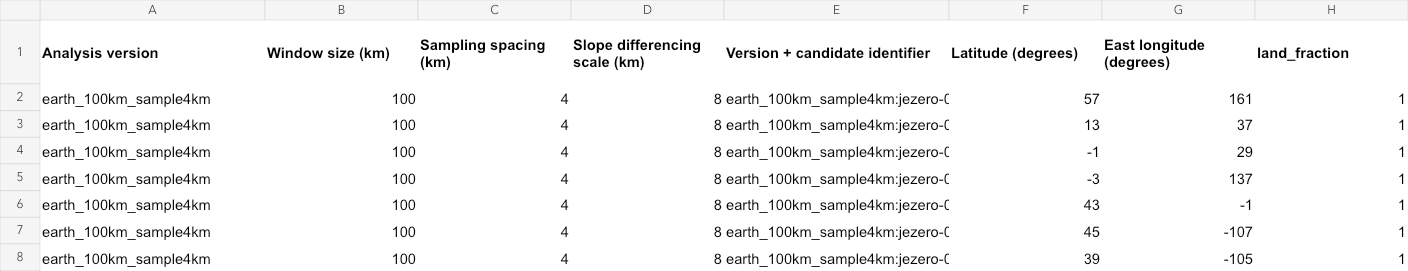 A B C D E F G H
1 Analysis version Window size (km) Sampling spacing (km) Slope differencing scale (km) Version + candidate identifier Latitude (degrees) East longitude (degrees) land_fraction
2 earth_100km_sample4km 100 4 8 earth_100km_sample4km:jezero-0 57 161 1
3 earth_100km_sample4km 100 4 8 earth_100km_sample4km:jezero-0 13 37 1
4 earth_100km_sample4km 100 4 8 earth_100km_sample4km:jezero-0 -1 29 1
5 earth_100km_sample4km 100 4 8 earth_100km_sample4km:jezero-0 -3 137 1
6 earth_100km_sample4km 100 4 8 earth_100km_sample4km:jezero-0 43 -1 1
7 earth_100km_sample4km 100 4 8 earth_100km_sample4km:jezero-0 45 -107 1
8 earth_100km_sample4km 100 4 8 earth_100km_sample4km:jezero-0 39 -105 1